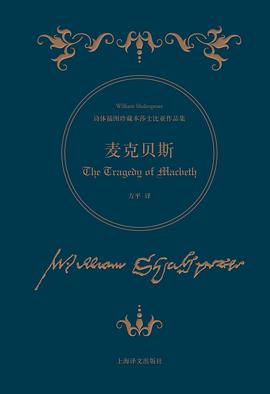 William Shakespeare
诗体插图珍藏本莎士比亚作品集
麦克贝斯
The Tragedy of Macbeth
方平 译
William Shakspeare
上海译文出版社